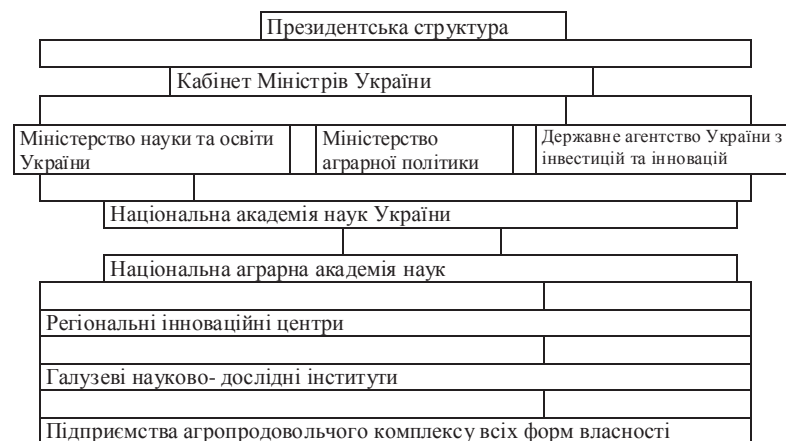 Президентська структура
Кабінет Міністрів України
Міністерство науки та освіти
України
Міністерство
аграрної політики
Державне агентство України з
інвестицій та інновацій
Національна академія наук України
Національна аграрна академія наук
Регіональні інноваційні центри
Галузеві науково- дослідні інститути
Підприємства агропродовольчого комплексу всіх форм власності